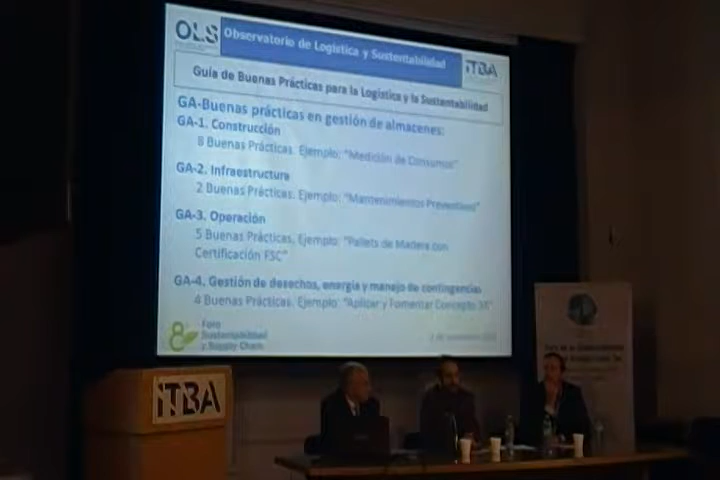 OLS Observatorio de Logística y Sustentabilidad ITBA
Guía de Buenas Prácticas para la Logística y la Sustentabilidad
GA-Buenas prácticas en gestión de almacenes:
GA-1. Construcción
8 Buenas Prácticas. Ejemplo: "Medición de Consumos"
GA-2. Infraestructura
2 Buenas Prácticas. Ejemplo: "Mantenimientos Preventivos"
GA-3. Operación
5 Buenas Prácticas. Ejemplo: "Pallets de Madera con
Certificación FSC"
GA-4. Gestión de desechos, energía y manejo de contingencias
4 Buenas Prácticas. Ejemplo: "Aplicar y Fomentar Concepto 3R"
8 Foro
Sustentabilidad
y Supply Chain
ITBA